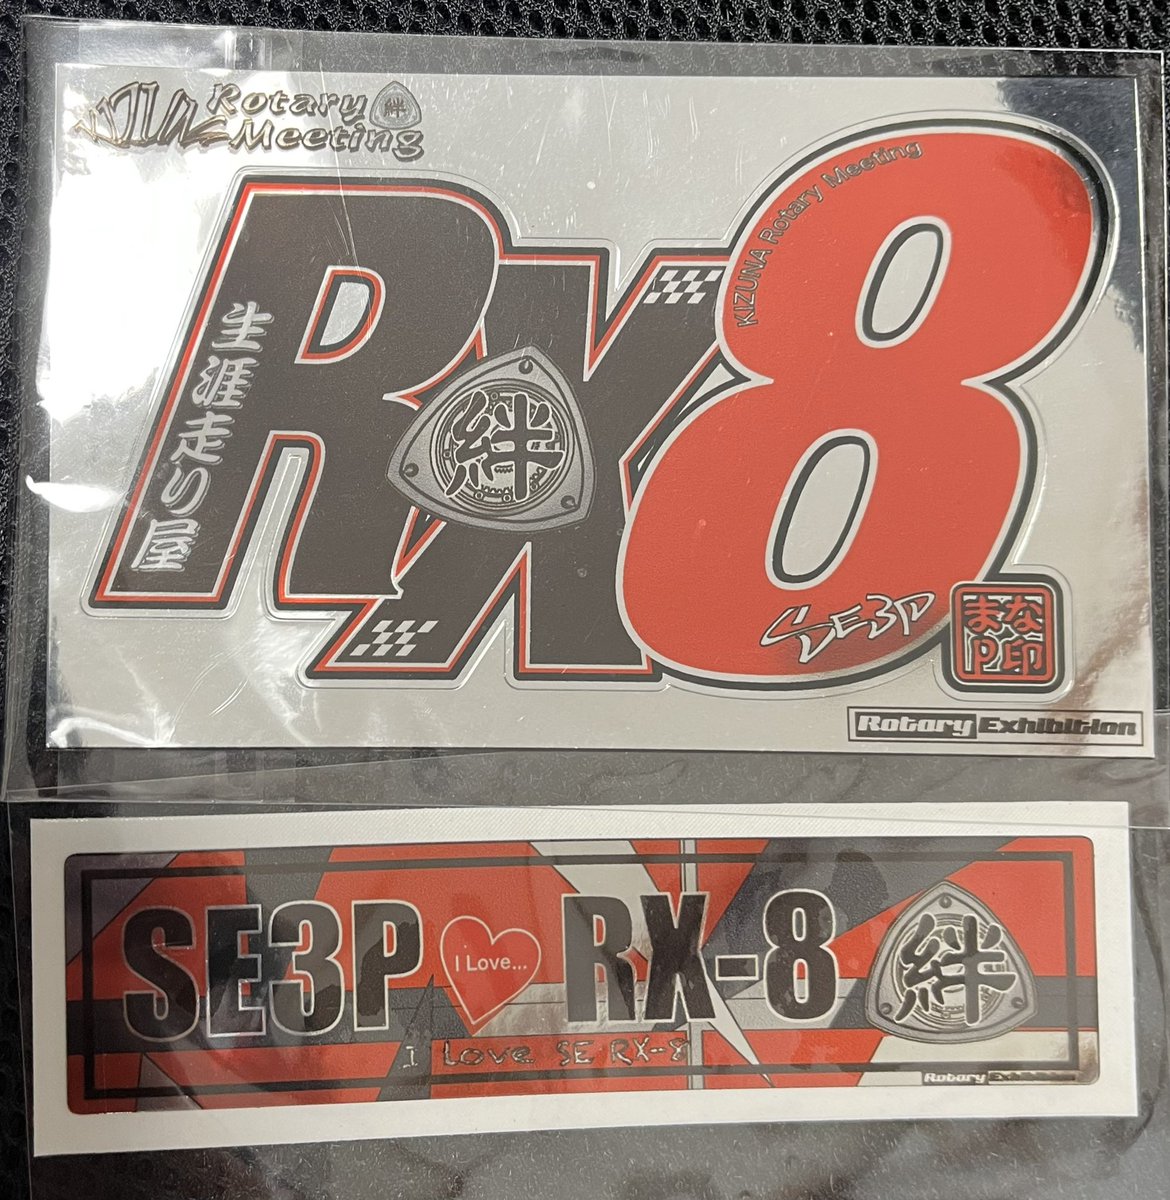 Rotary 絆
Meeting
RX8
KIZUNA Rotary Meeting
生涯走り屋
絆
SE3P
まな
P印
Rotary Exhibition
SE3P I Love... RX-8 絆
I Love SE RX-8
Rotary Exhibition